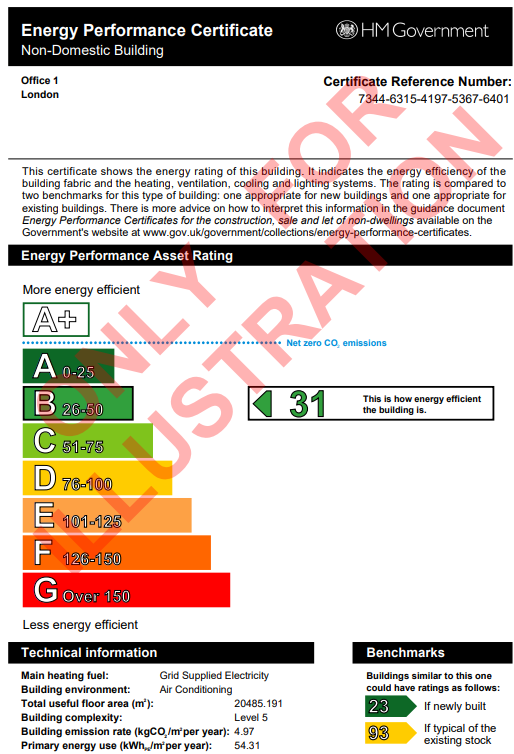 Energy Performance Certificate
Non-Domestic Building
HM Government
Office 1
London
Certificate Reference Number:
7344-6315-4197-5367-6401
This certificate shows the energy rating of this building. It indicates the energy efficiency of the
building fabric and the heating, ventilation, cooling and lighting systems. The rating is compared to
two benchmarks for this type of building: one appropriate for new buildings and one appropriate for
existing buildings. There is more advice on how to interpret this information in the guidance document
Energy Performance Certificates for the construction, sale and let of non-dwellings available on the
Government's website at www.gov.uk/government/collections/energy-performance-certificates.
Energy Performance Asset Rating
More energy efficient
A+
Net zero CO₂ emissions
A 0-25
B 26-50
31
This is how energy efficient
the building is.
C 51-75
D 76-100
E 101-125
F 126-150
G Over 150
Less energy efficient
ONLY FOR
ILLUSTRATION
Technical information
Main heating fuel: Grid Supplied Electricity
Building environment: Air Conditioning
Total useful floor area (m²): 20485.191
Building complexity: Level 5
Building emission rate (kgCO₂/m²per year): 4.97
Primary energy use (kWhPE/m²per year): 54.31
Benchmarks
Buildings similar to this one
could have ratings as follows:
23 If newly built
93 If typical of the
existing stock